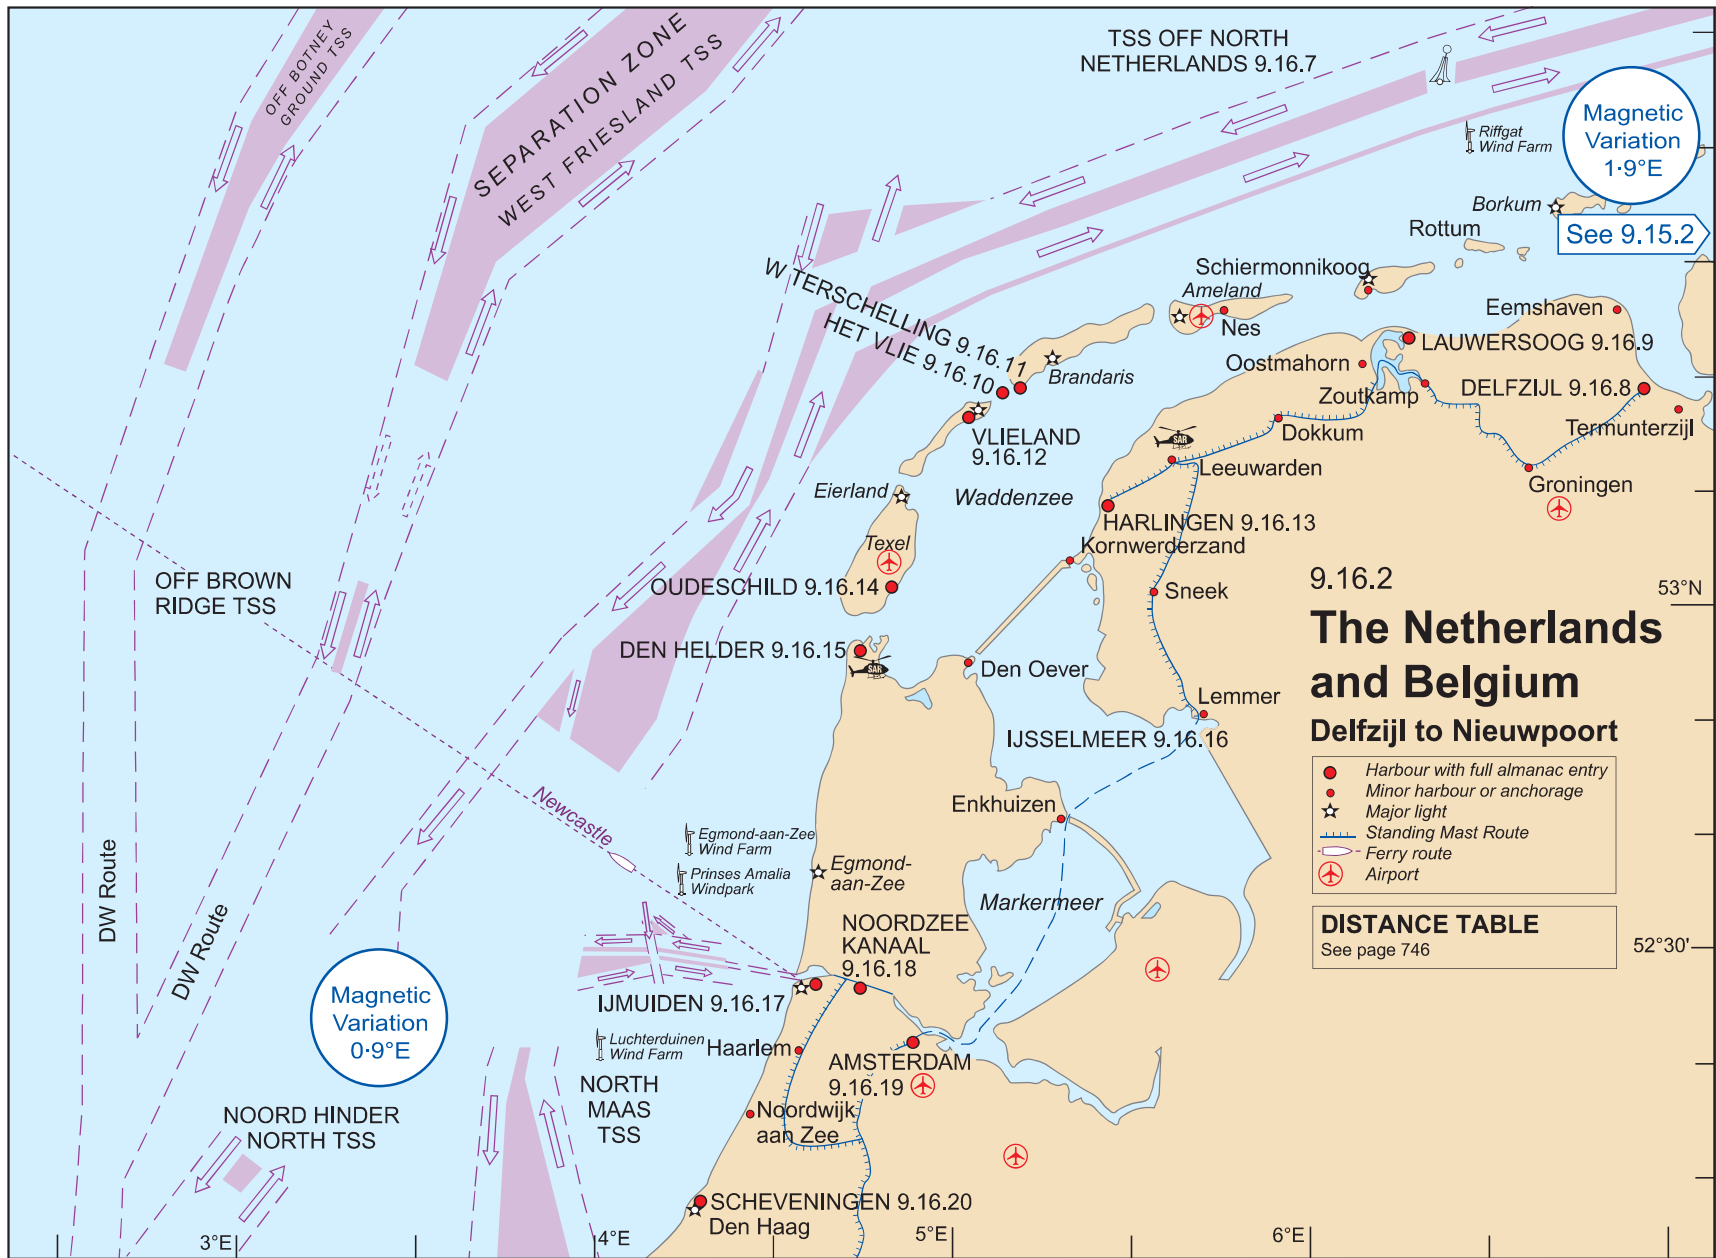 OFF BOTNEY
GROUND TSS
SEPARATION ZONE
WEST FRIESLAND TSS
TSS OFF NORTH
NETHERLANDS 9.16.7
Magnetic
Variation
1·9°E
Riffgat
Wind Farm
Borkum
See 9.15.2
Rottum
Schiermonnikoog
Ameland
Nes
Eemshaven
LAUWERSOOG 9.16.9
Oostmahorn
Zoutkamp
DELFZIJL 9.16.8
Termunterzijl
W TERSCHELLING 9.16.11
HET VLIE 9.16.10
Brandaris
VLIELAND
9.16.12
Dokkum
SAR
Leeuwarden
Groningen
Eierland
Waddenzee
HARLINGEN 9.16.13
Kornwerderzand
Texel
OUDESCHILD 9.16.14
OFF BROWN
RIDGE TSS
Sneek
9.16.2
53°N
The Netherlands
and Belgium
Delfzijl to Nieuwpoort
DEN HELDER 9.16.15
SAR
Den Oever
Lemmer
IJSSELMEER 9.16.16
Harbour with full almanac entry
Minor harbour or anchorage
Major light
Standing Mast Route
Ferry route
Airport
Newcastle
Enkhuizen
Egmond-aan-Zee
Wind Farm
Prinses Amalia
Windpark
Egmond-
aan-Zee
Markermeer
DISTANCE TABLE
See page 746
52°30'
DW Route
DW Route
NOORDZEE
KANAAL
9.16.18
Magnetic
Variation
0·9°E
IJMUIDEN 9.16.17
Luchterduinen
Wind Farm
Haarlem
AMSTERDAM
9.16.19
NORTH
MAAS
TSS
NOORD HINDER
NORTH TSS
Noordwijk
aan Zee
SCHEVENINGEN 9.16.20
Den Haag
3°E
4°E
5°E
6°E